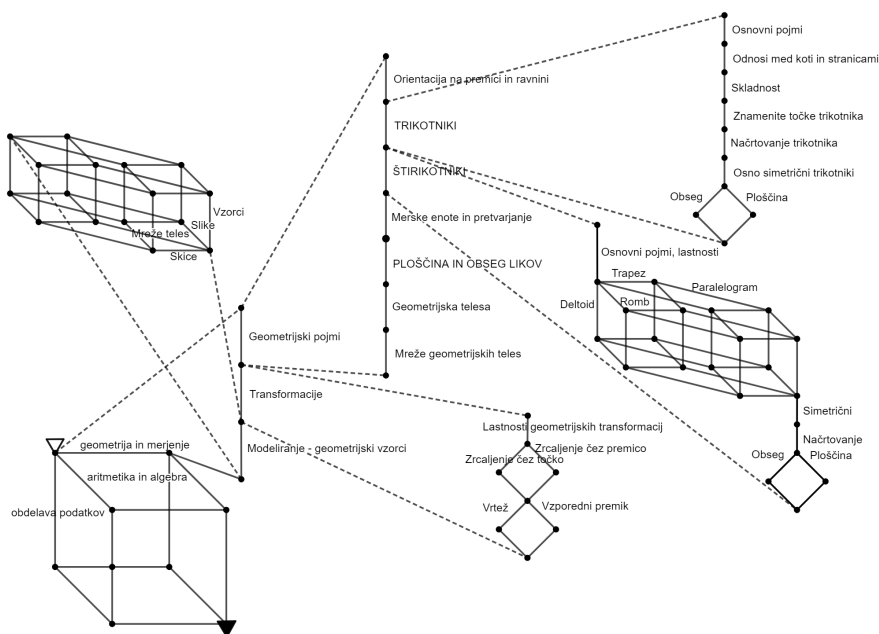 Osnovni pojmi
Odnosi med koti in stranicami
Skladnost
Znamenite točke trikotnika
Načrtovanje trikotnika
Osno simetrični trikotniki
Obseg
Ploščina
Orientacija na premici in ravnini
TRIKOTNIKI
ŠTIRIKOTNIKI
Merske enote in pretvarjanje
PLOŠČINA IN OBSEG LIKOV
Geometrijska telesa
Mreže geometrijskih teles
Vzorci
Slike
Mreže teles
Skice
Osnovni pojmi, lastnosti
Trapez
Paralelogram
Deltoid
Romb
Simetrični
Načrtovanje
Obseg
Ploščina
Geometrijski pojmi
Transformacije
Modeliranje - geometrijski vzorci
Lastnosti geometrijskih transformacij
Zrcaljenje čez premico
Zrcaljenje čez točko
Vrtež
Vzporedni premik
geometrija in merjenje
aritmetika in algebra
obdelava podatkov